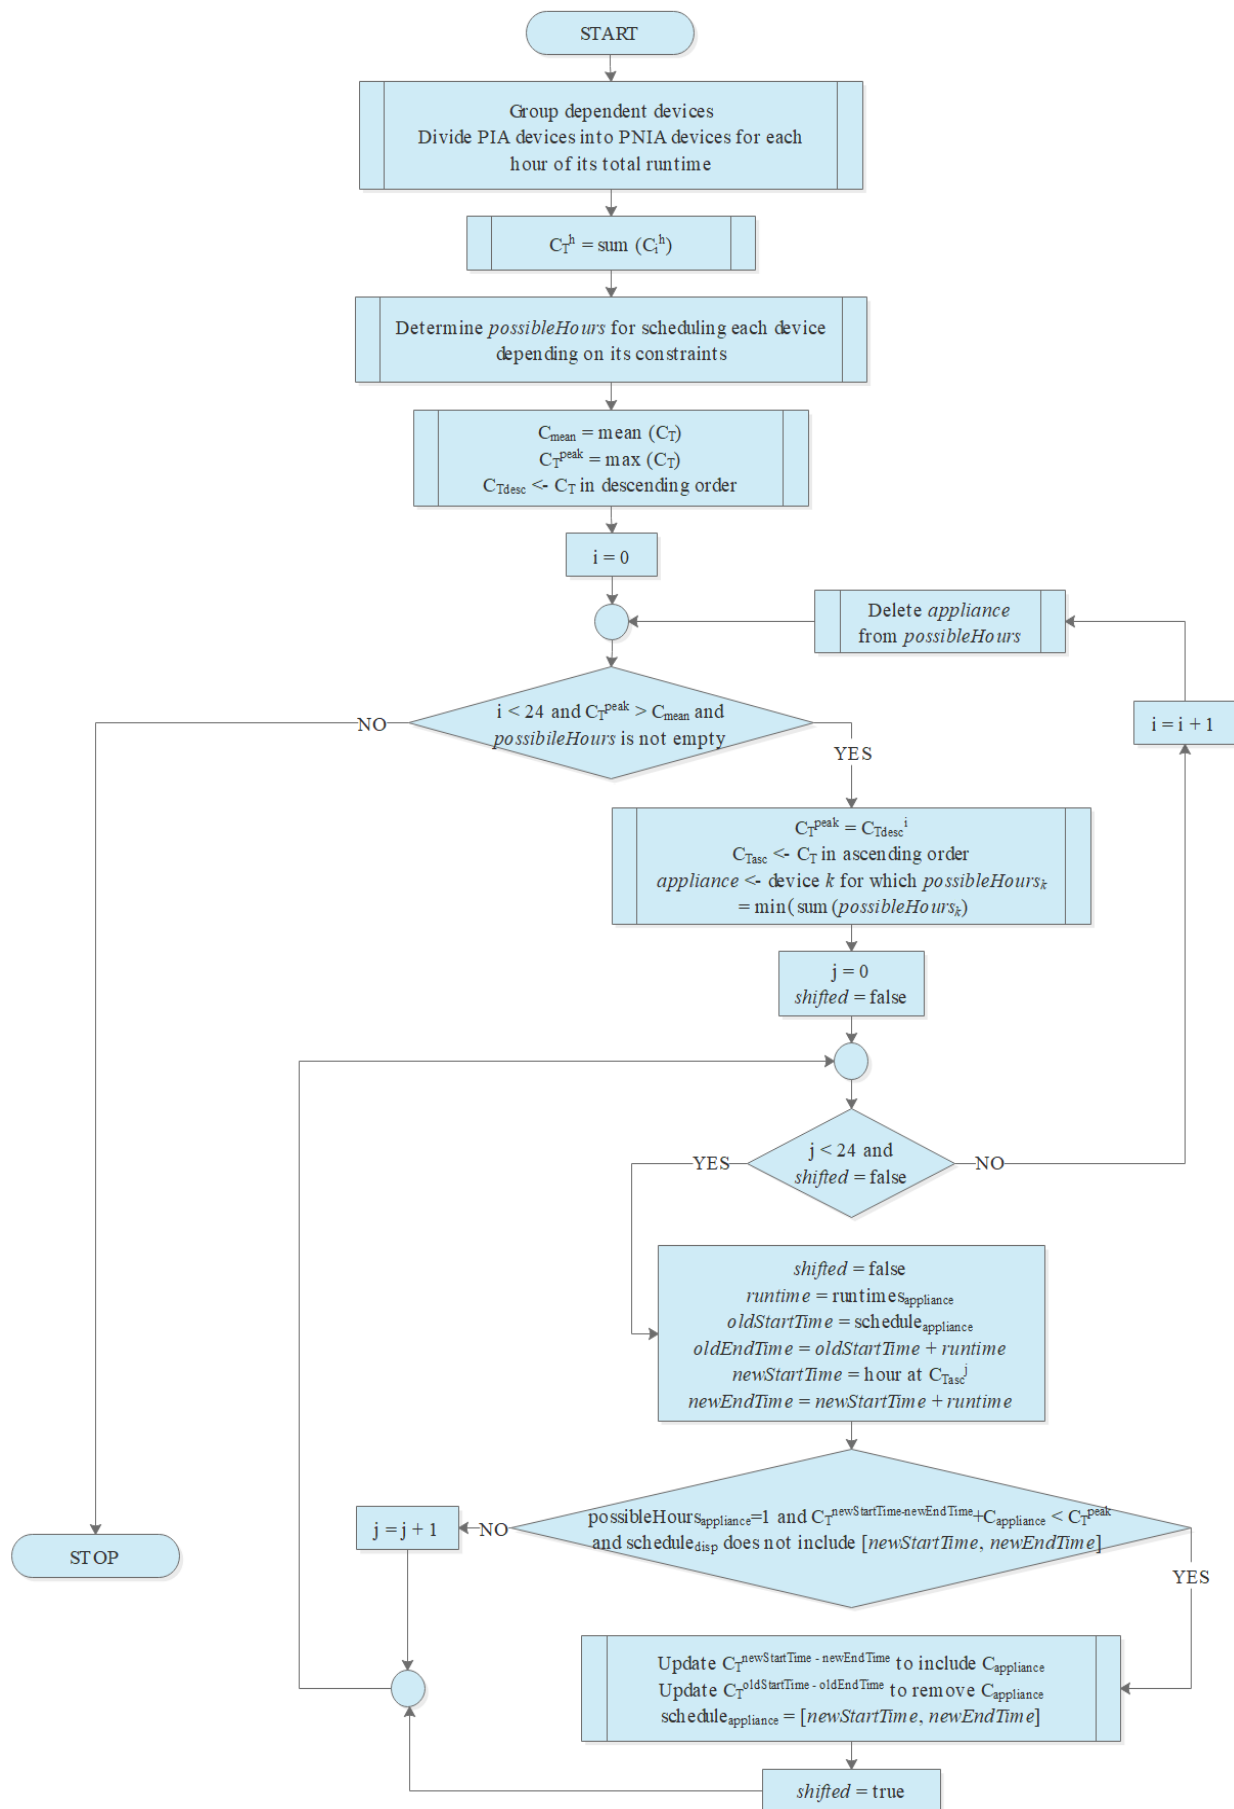 START
Group dependent devices
Divide PIA devices into PNIA devices for each
hour of its total runtime
C_T^h = sum (C_i^h)
Determine possibleHours for scheduling each device
depending on its constraints
C_mean = mean (C_T)
C_T^peak = max (C_T)
C_Tdesc <- C_T in descending order
i = 0
Delete appliance
from possibleHours
i = i + 1
i < 24 and C_T^peak > C_mean and
possibileHours is not empty
NO
YES
C_T^peak = C_Tdesc^i
C_Tasc <- C_T in ascending order
appliance <- device k for which possibleHours_k
= min(sum (possibleHours_k)
j = 0
shifted = false
j < 24 and
shifted = false
YES
NO
shifted = false
runtime = runtimes_appliance
oldStartTime = schedule_appliance
oldEndTime = oldStartTime + runtime
newStartTime = hour at C_Tasc^j
newEndTime = newStartTime + runtime
possibleHours_appliance=1 and C_T^newStartTime-newEndTime+C_appliance < C_T^peak
and schedule_disp does not include [newStartTime, newEndTime]
NO
YES
j = j + 1
STOP
Update C_T^newStartTime - newEndTime to include C_appliance
Update C_T^oldStartTime - oldEndTime to remove C_appliance
schedule_appliance = [newStartTime, newEndTime]
shifted = true